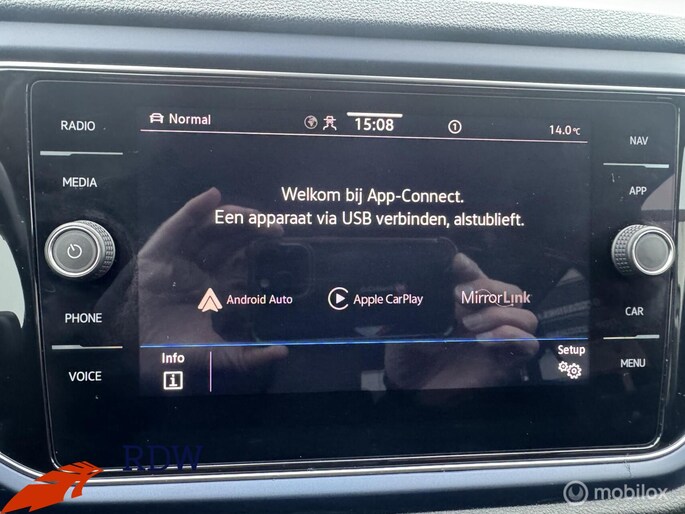 RADIO
MEDIA
PHONE
VOICE
Normal
15:08
1
14.0°C
Welkom bij App-Connect.
Een apparaat via USB verbinden, alstublieft.
Android Auto
Apple CarPlay
MirrorLink
Info
Setup
NAV
APP
CAR
MENU
RDW
mobilox